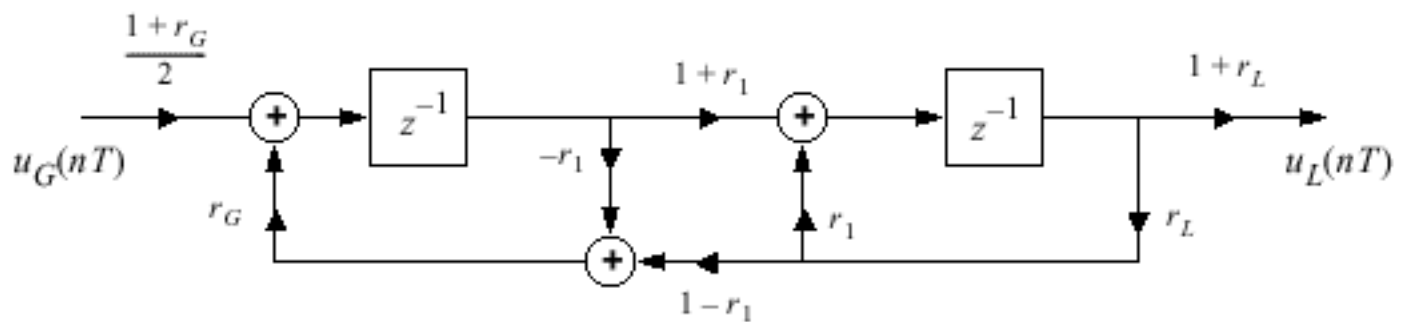 1 + r_G
2
1 + r_1
1 + r_L
+
z^{-1}
+
z^{-1}
u_G(nT)
-r_1
u_L(nT)
r_G
r_1
r_L
+
1 - r_1